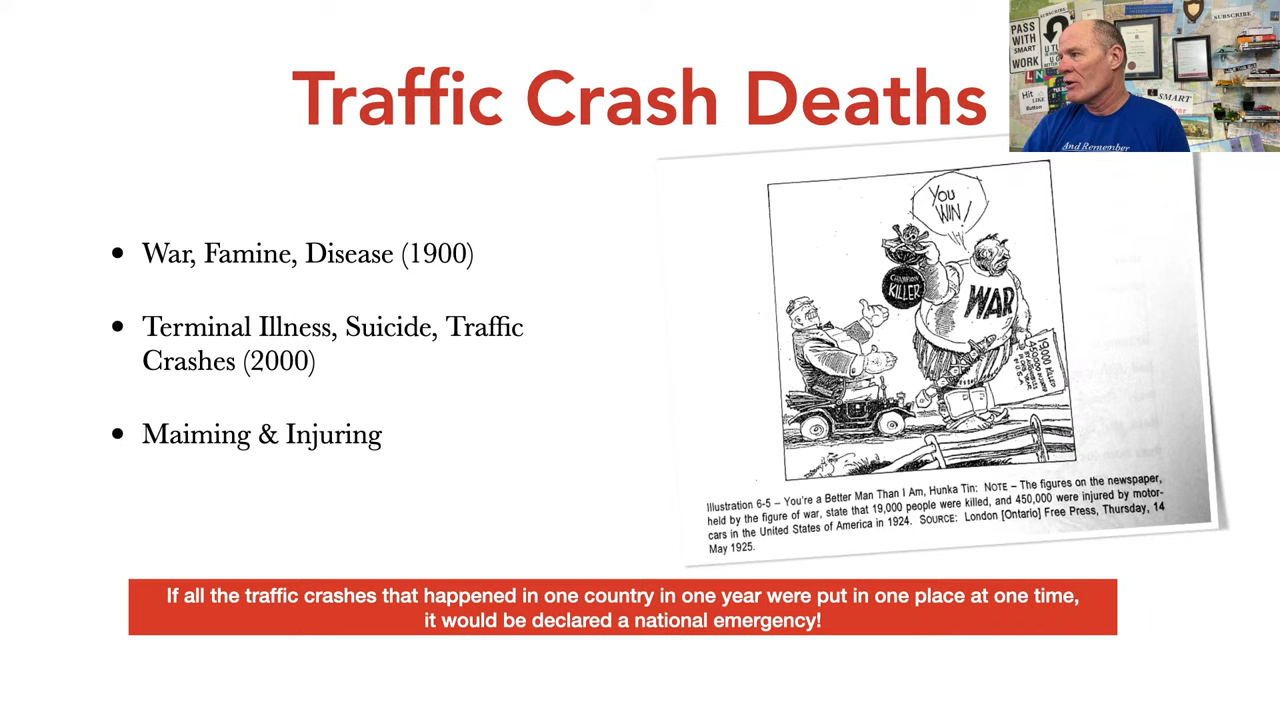 Traffic Crash Deaths
PASS
WITH
SMART
WORK
SUBSCRIBE
U TU
SUBSCRIBE
Hit
LIKE
Button
SMART
And Remember
• War, Famine, Disease (1900)
• Terminal Illness, Suicide, Traffic
Crashes (2000)
• Maiming & Injuring
YOU
WIN!
CHAMPION
KILLER
WAR
19,000 KILLED
450,000 INJURED
U.S.A.
Illustration 6-5 – You're a Better Man Than I Am, Hunka Tin: NOTE – The figures on the newspaper,
held by the figure of war, state that 19,000 people were killed, and 450,000 were injured by motor-
cars in the United States of America in 1924. SOURCE: London [Ontario] Free Press, Thursday, 14
May 1925.
If all the traffic crashes that happened in one country in one year were put in one place at one time,
it would be declared a national emergency!